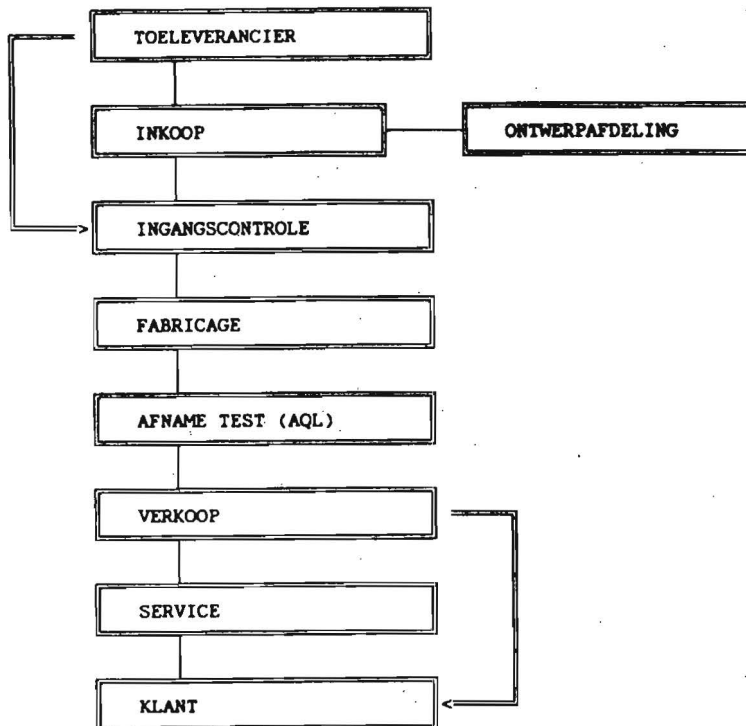 TOELEVERANCIER
INKOOP
ONTWERPAFDELING
INGANGSCONTROLE
FABRICAGE
AFNAME TEST (AQL)
VERKOOP
SERVICE
KLANT